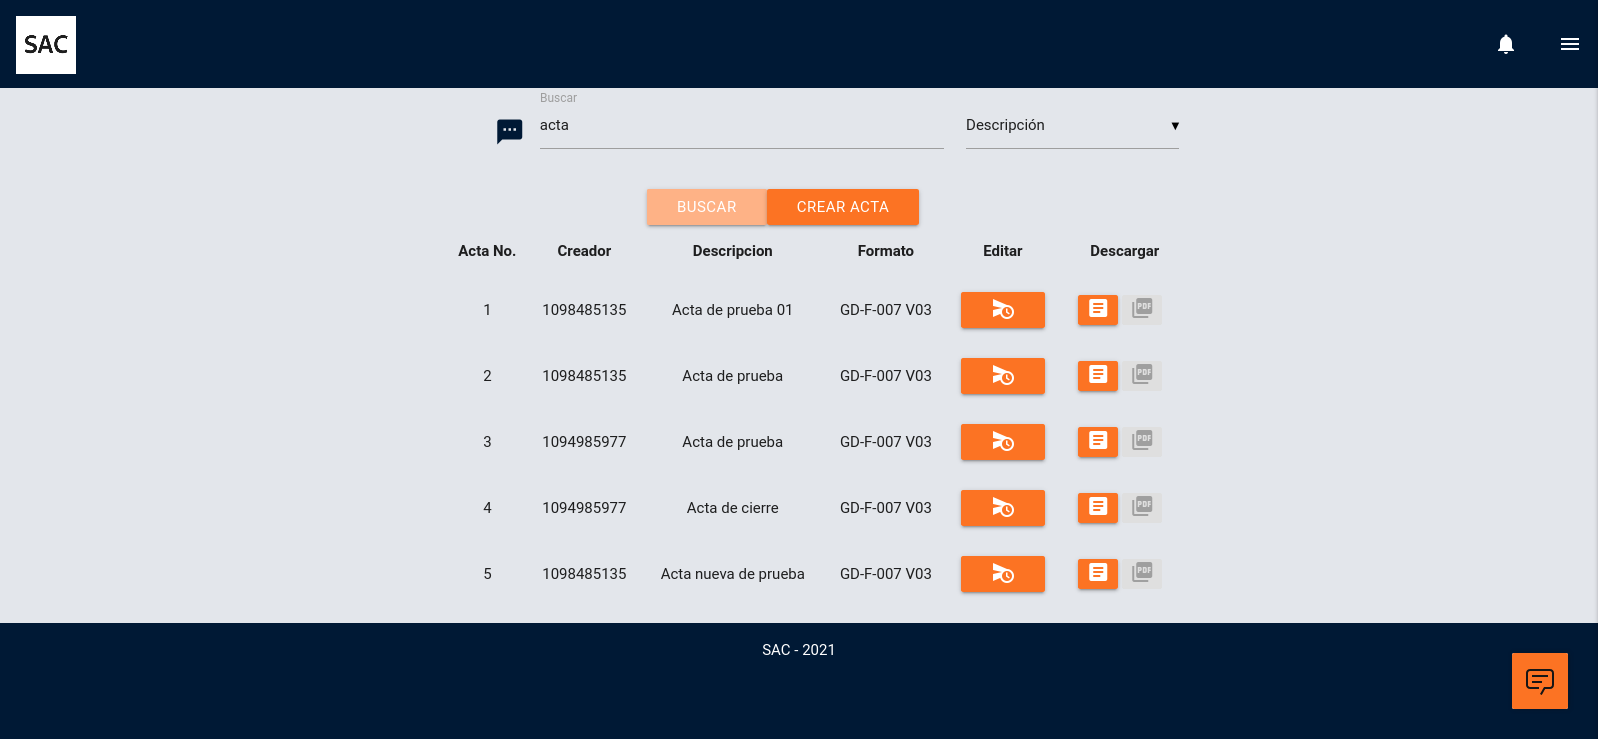 SAC
Buscar
acta Descripción
BUSCAR CREAR ACTA
Acta No. Creador Descripcion Formato Editar Descargar
1 1098485135 Acta de prueba 01 GD-F-007 V03 PDF
2 1098485135 Acta de prueba GD-F-007 V03 PDF
3 1094985977 Acta de prueba GD-F-007 V03 PDF
4 1094985977 Acta de cierre GD-F-007 V03 PDF
5 1098485135 Acta nueva de prueba GD-F-007 V03 PDF
SAC - 2021